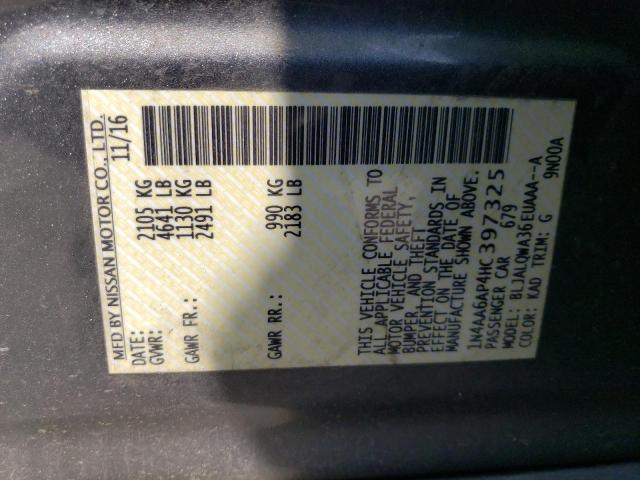 MFD BY NISSAN MOTOR CO., LTD.
DATE: 11/16
GVWR: 2105 KG
4641 LB
GAWR FR.: 1130 KG
2491 LB
GAWR RR.: 990 KG
2183 LB
THIS VEHICLE CONFORMS TO
ALL APPLICABLE FEDERAL
MOTOR VEHICLE SAFETY,
BUMPER, AND THEFT
PREVENTION STANDARDS IN
EFFECT ON THE DATE OF
MANUFACTURE SHOWN ABOVE.
1N4AA6AP4HC397325
PASSENGER CAR 679
MODEL: BLJALQWA36EUAAA--A
COLOR: KAD TRIM: G 9N00A